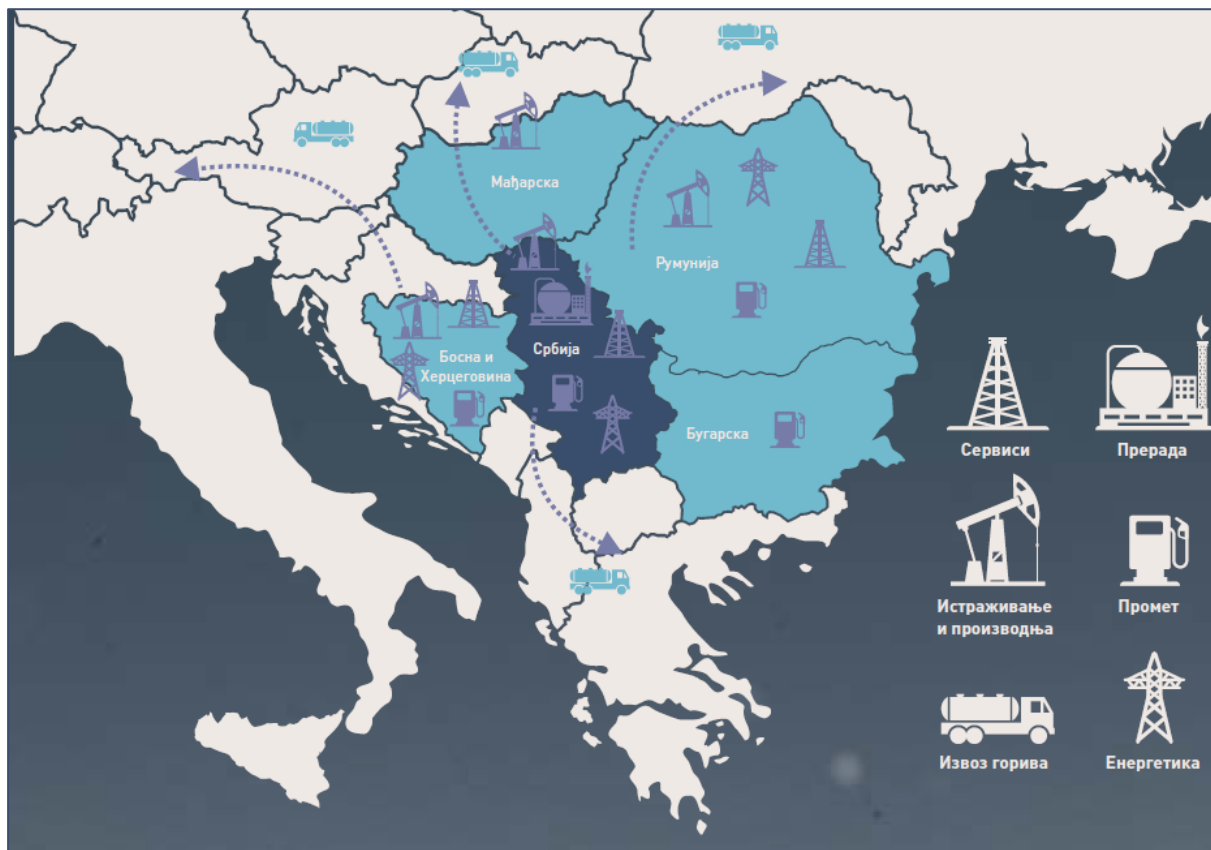 Мађарска
Румунија
Србија
Босна и
Херцеговина
Бугарска
Сервиси
Прерада
Истраживање
и производња
Промет
Извоз горива
Енергетика